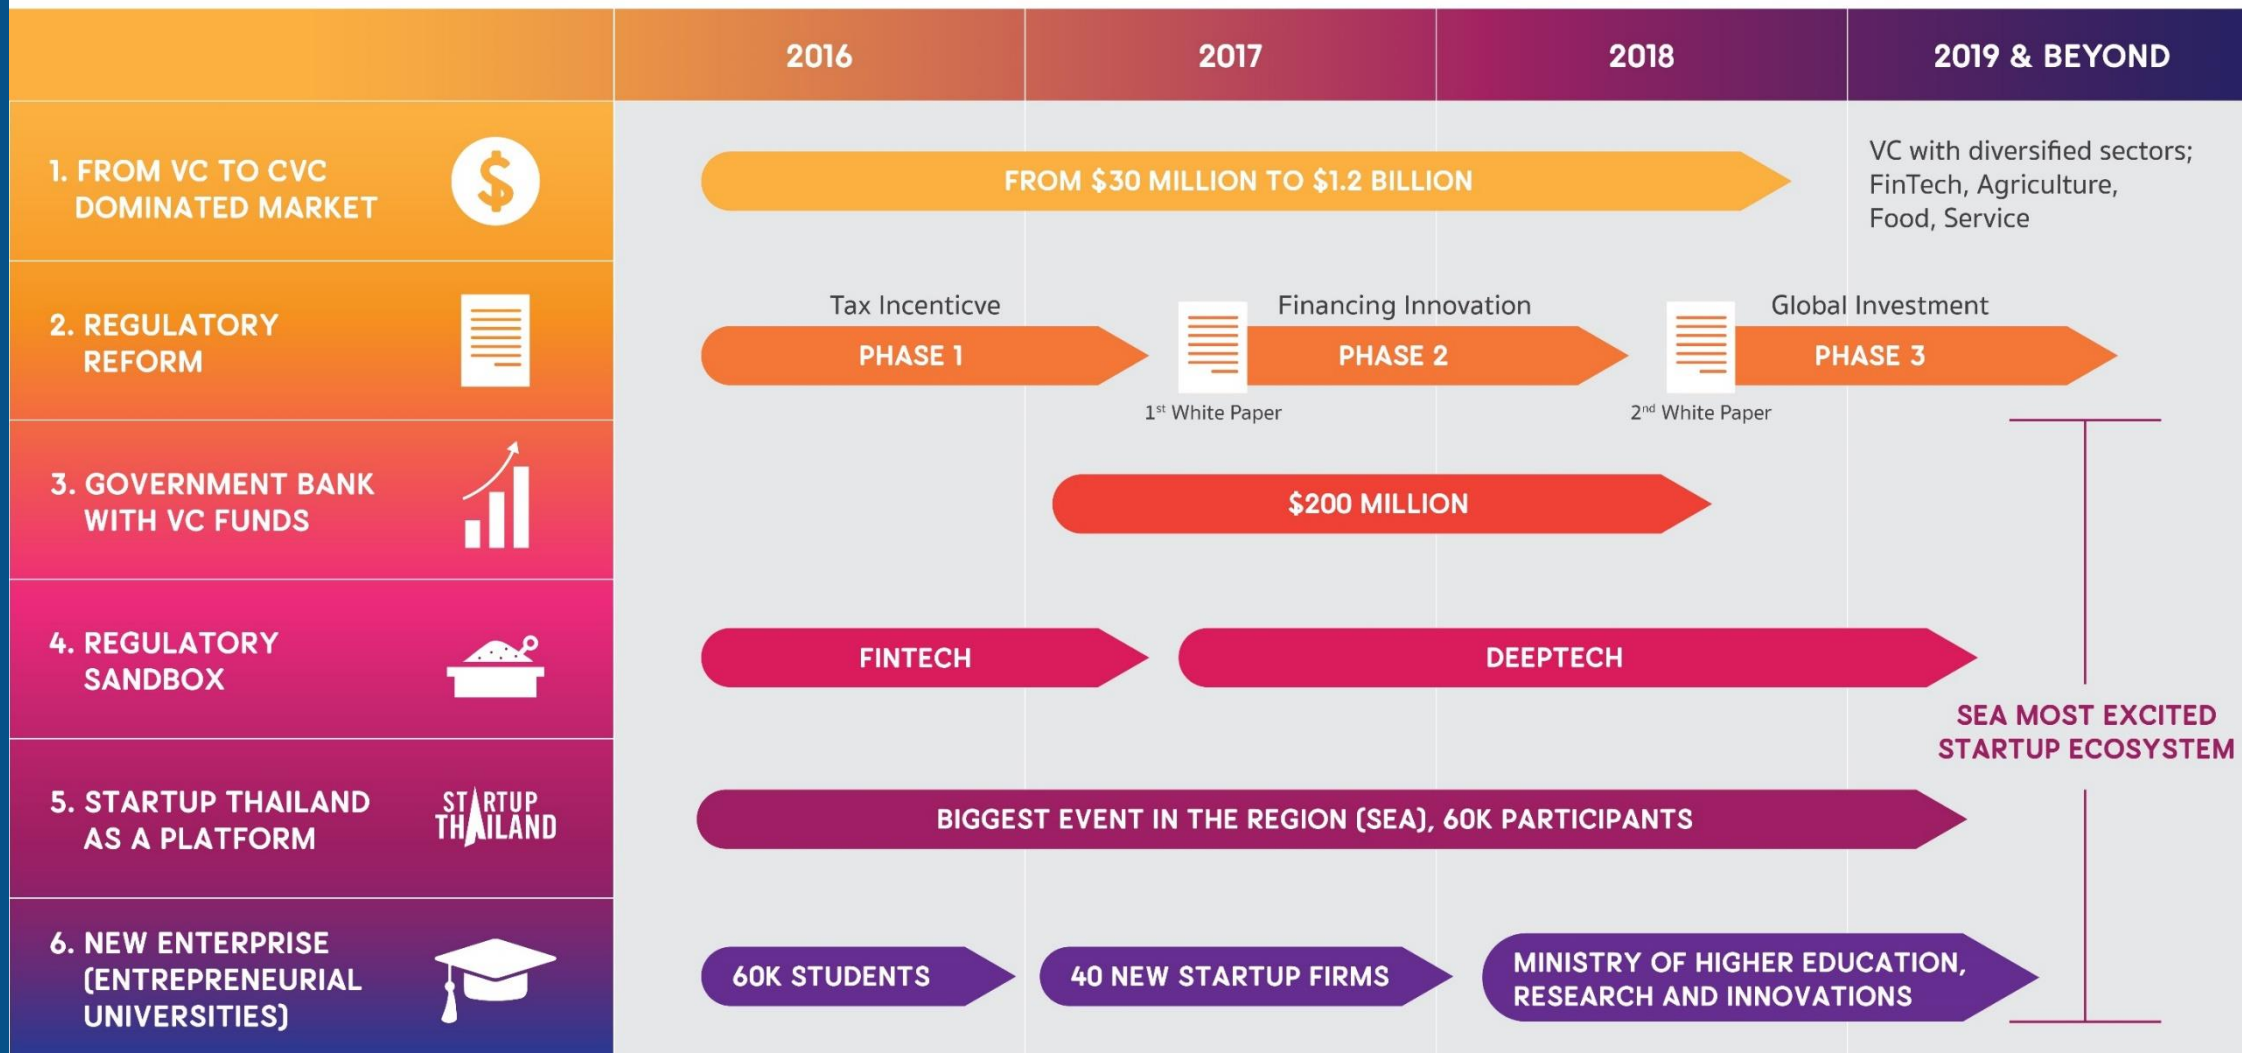 2016
2017
2018
2019 & BEYOND
1. FROM VC TO CVC
DOMINATED MARKET
FROM $30 MILLION TO $1.2 BILLION
VC with diversified sectors;
FinTech, Agriculture,
Food, Service
2. REGULATORY
REFORM
Tax Incenticve
PHASE 1
1st White Paper
Financing Innovation
PHASE 2
2nd White Paper
Global Investment
PHASE 3
3. GOVERNMENT BANK
WITH VC FUNDS
$200 MILLION
4. REGULATORY
SANDBOX
FINTECH
DEEPTECH
SEA MOST EXCITED
STARTUP ECOSYSTEM
5. STARTUP THAILAND
AS A PLATFORM
STARTUP
THAILAND
BIGGEST EVENT IN THE REGION (SEA), 60K PARTICIPANTS
6. NEW ENTERPRISE
(ENTREPRENEURIAL
UNIVERSITIES)
60K STUDENTS
40 NEW STARTUP FIRMS
MINISTRY OF HIGHER EDUCATION,
RESEARCH AND INNOVATIONS